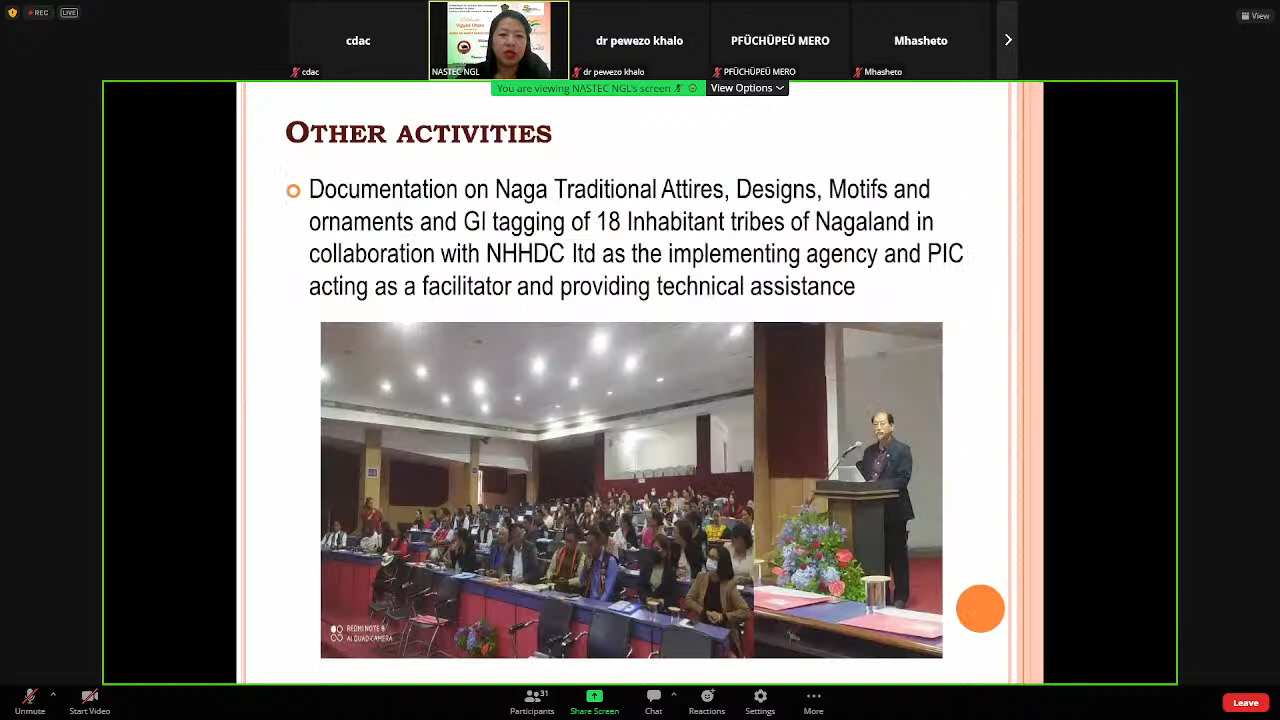 REC
LIVE
View
cdac
dr pewezo khalo
PFÜCHÜPEÜ MERO
Mhasheto
cdac
NASTEC NGL
dr pewezo khalo
PFÜCHÜPEÜ MERO
Mhasheto
You are viewing NASTEC NGL's screen
View Options
OTHER ACTIVITIES
Documentation on Naga Traditional Attires, Designs, Motifs and
ornaments and GI tagging of 18 Inhabitant tribes of Nagaland in
collaboration with NHHDC ltd as the implementing agency and PIC
acting as a facilitator and providing technical assistance
REDMI NOTE 8
AI QUAD CAMERA
Unmute
Start Video
31
Participants
Share Screen
Chat
Reactions
Settings
More
Leave